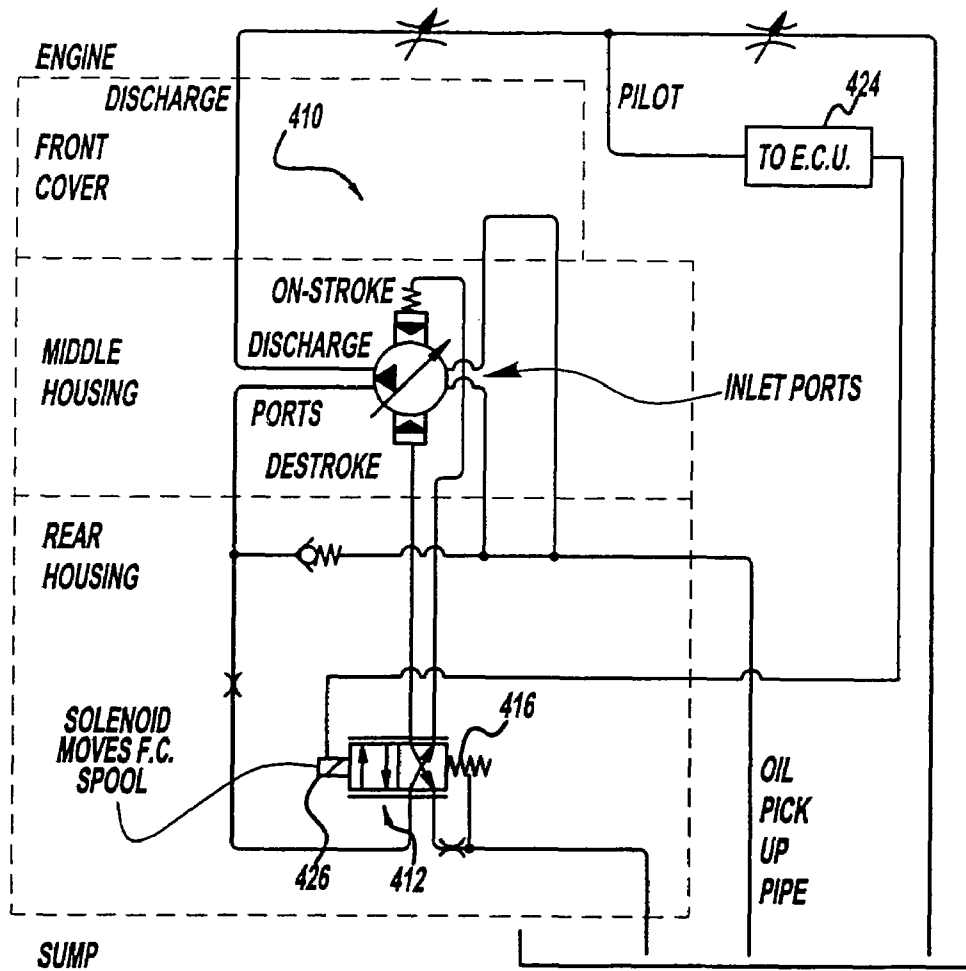 ENGINE
DISCHARGE
PILOT
424
410
FRONT
COVER
TO E.C.U.
ON-STROKE
DISCHARGE
MIDDLE
HOUSING
INLET PORTS
PORTS
DESTROKE
REAR
HOUSING
416
SOLENOID
MOVES F.C.
SPOOL
OIL
PICK
UP
PIPE
426
412
SUMP